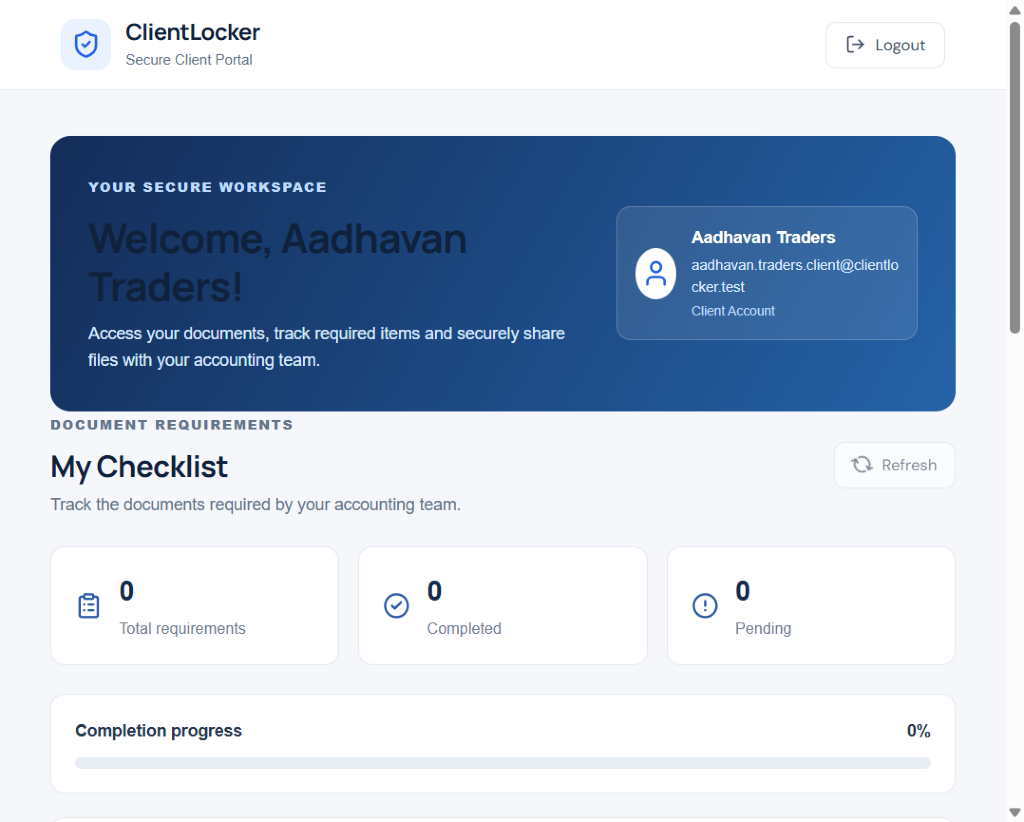 ClientLocker
Secure Client Portal
Logout
YOUR SECURE WORKSPACE
Welcome, Aadhavan
Traders!
Access your documents, track required items and securely share
files with your accounting team.
Aadhavan Traders
aadhavan.traders.client@clientlo
cker.test
Client Account
DOCUMENT REQUIREMENTS
My Checklist
Track the documents required by your accounting team.
Refresh
0
Total requirements
0
Completed
0
Pending
Completion progress
0%